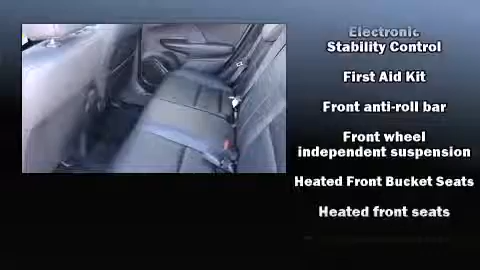 Electronic
Stability Control
First Aid Kit
Front anti-roll bar
Front wheel
independent suspension
Heated Front Bucket Seats
Heated front seats